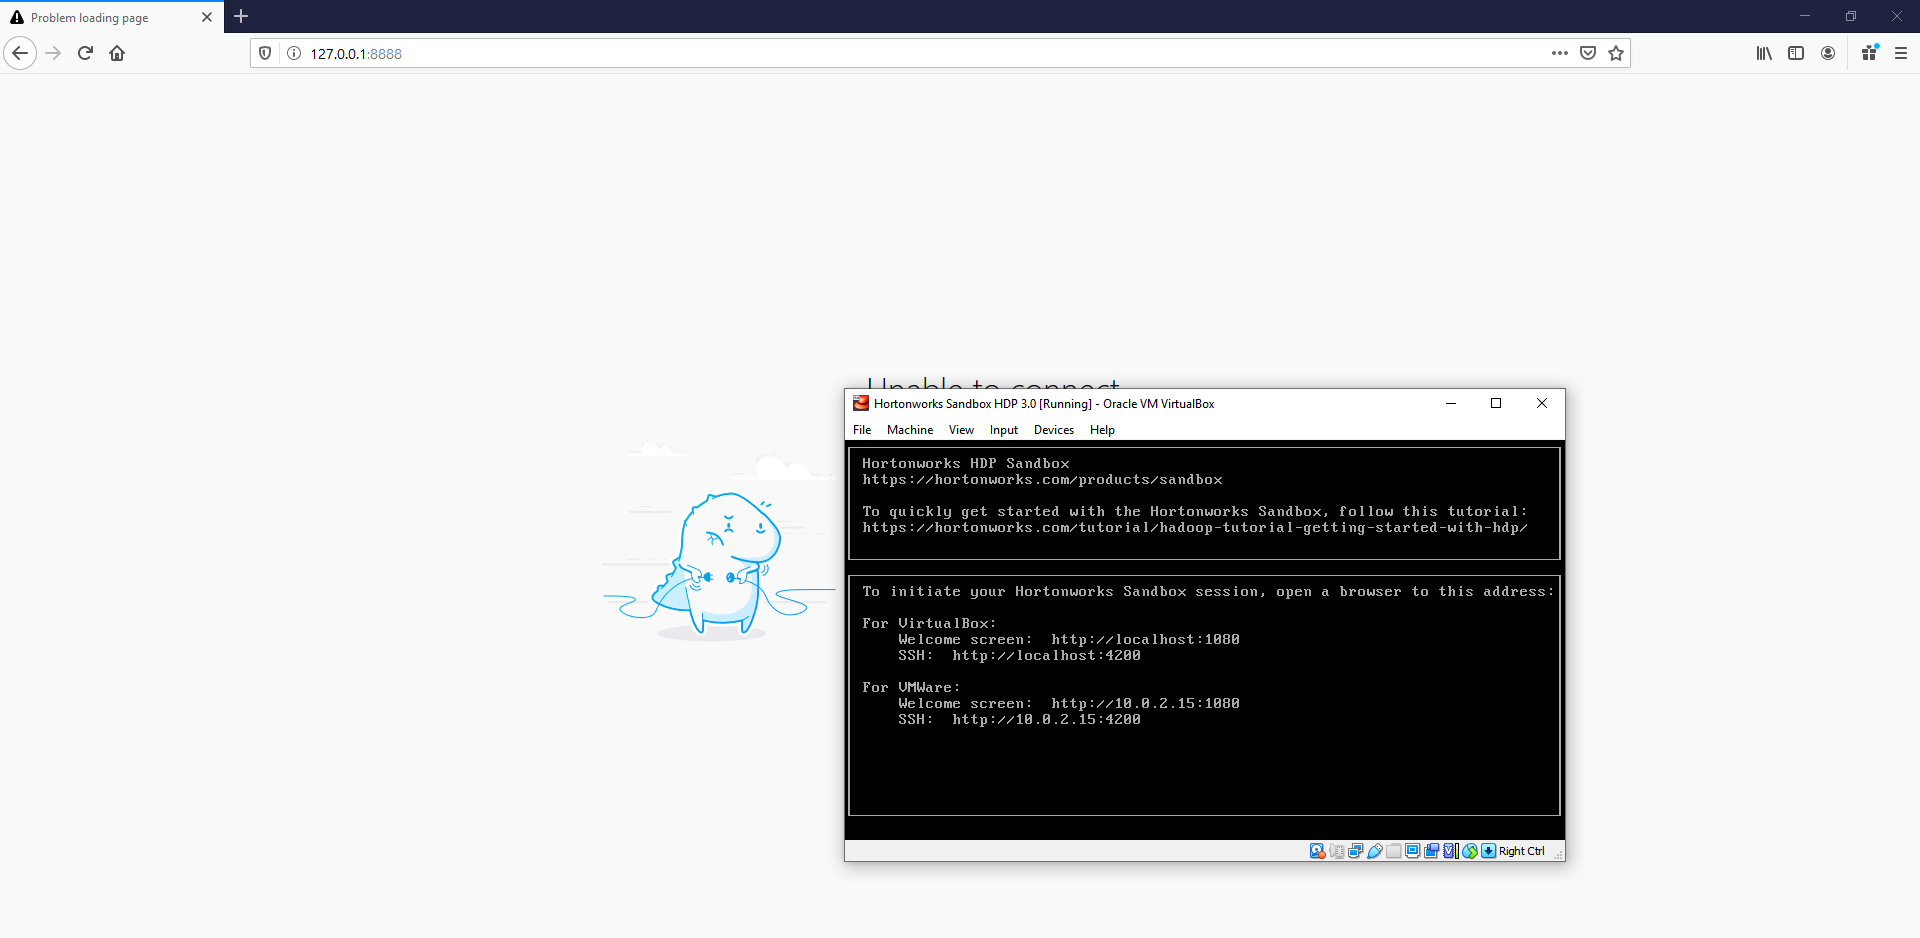 Problem loading page
127.0.0.1:8888
Unable to connect
Hortonworks Sandbox HDP 3.0 [Running] - Oracle VM VirtualBox
File Machine View Input Devices Help
Hortonworks HDP Sandbox
https://hortonworks.com/products/sandbox
To quickly get started with the Hortonworks Sandbox, follow this tutorial:
https://hortonworks.com/tutorial/hadoop-tutorial-getting-started-with-hdp/
To initiate your Hortonworks Sandbox session, open a browser to this address:
For VirtualBox:
Welcome screen: http://localhost:1080
SSH: http://localhost:4200
For VMWare:
Welcome screen: http://10.0.2.15:1080
SSH: http://10.0.2.15:4200
Right Ctrl